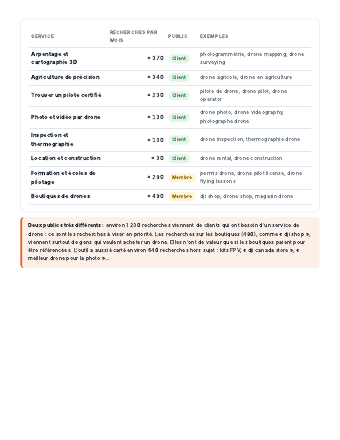 SERVICE
RECHERCHES PAR MOIS
PUBLIC
EXEMPLES
Arpentage et cartographie 3D
≈ 370
Client
photogrammétrie, drone mapping, drone surveying
Agriculture de précision
≈ 340
Client
drone agricole, drone en agriculture
Trouver un pilote certifié
≈ 230
Client
pilote de drone, drone pilot, drone operator
Photo et vidéo par drone
≈ 130
Client
drone photo, drone videography, photographe drone
Inspection et thermographie
≈ 130
Client
drone inspection, thermographie drone
Location et construction
≈ 30
Client
drone rental, drone construction
Formation et écoles de pilotage
≈ 290
Membre
permis drone, drone pilot license, drone flying lessons
Boutiques de drones
≈ 490
Membre
dji shop, drone shop, magasin drone
Deux publics très différents : environ 1 230 recherches viennent de clients qui ont besoin d'un service de
drone : ce sont les recherches à viser en priorité. Les recherches sur les boutiques (490), comme « dji shop »,
viennent surtout de gens qui veulent acheter un drone. Elles n'ont de valeur que si les boutiques paient pour
être référencées. L'outil a aussi écarté environ 640 recherches hors sujet : kits FPV, « dji canada store », «
meilleur drone pour la photo »...